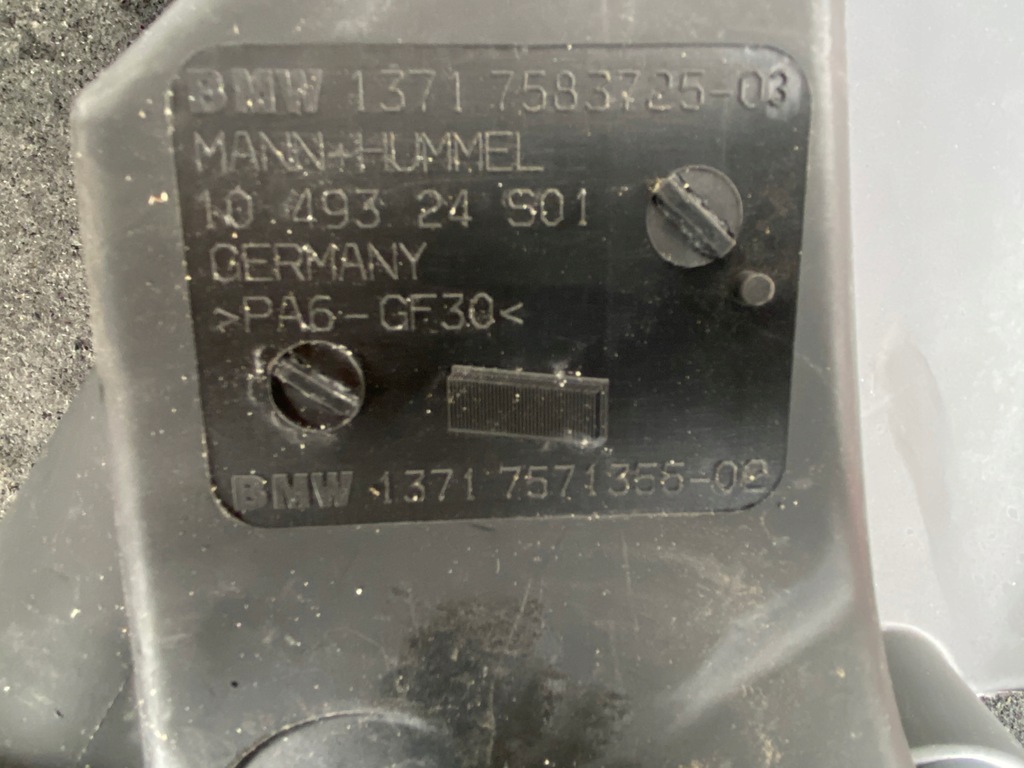 BMW 1371 7583725-03
MANN+HUMMEL
10 493 24 S01
GERMANY
>PA6-GF30<
BMW 1371 7571355-02